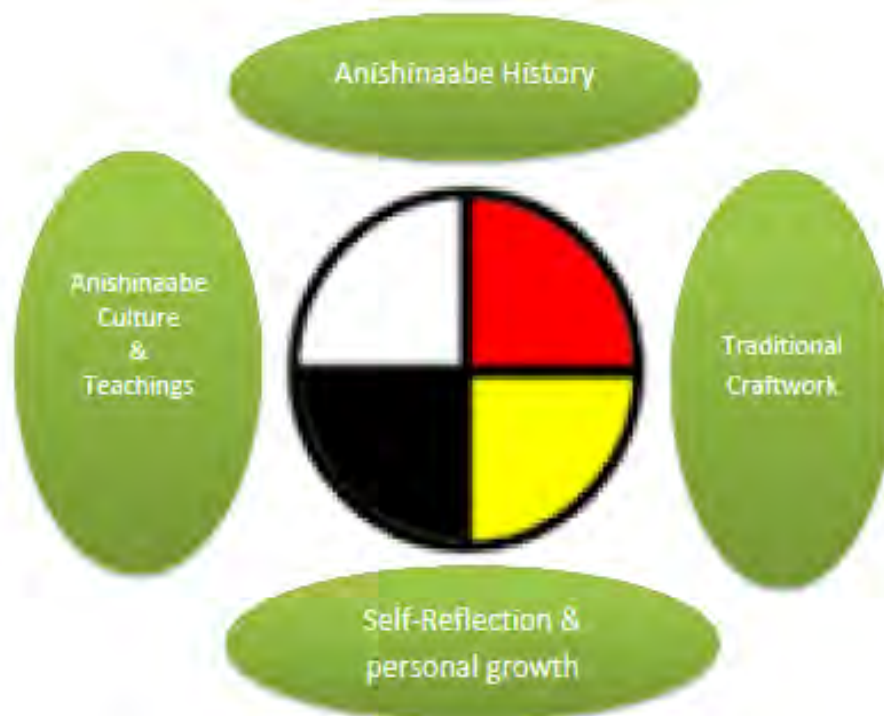 Anishinaabe History
Anishinaabe
Culture
&
Teachings
Traditional
Craftwork
Self-Reflection &
personal growth